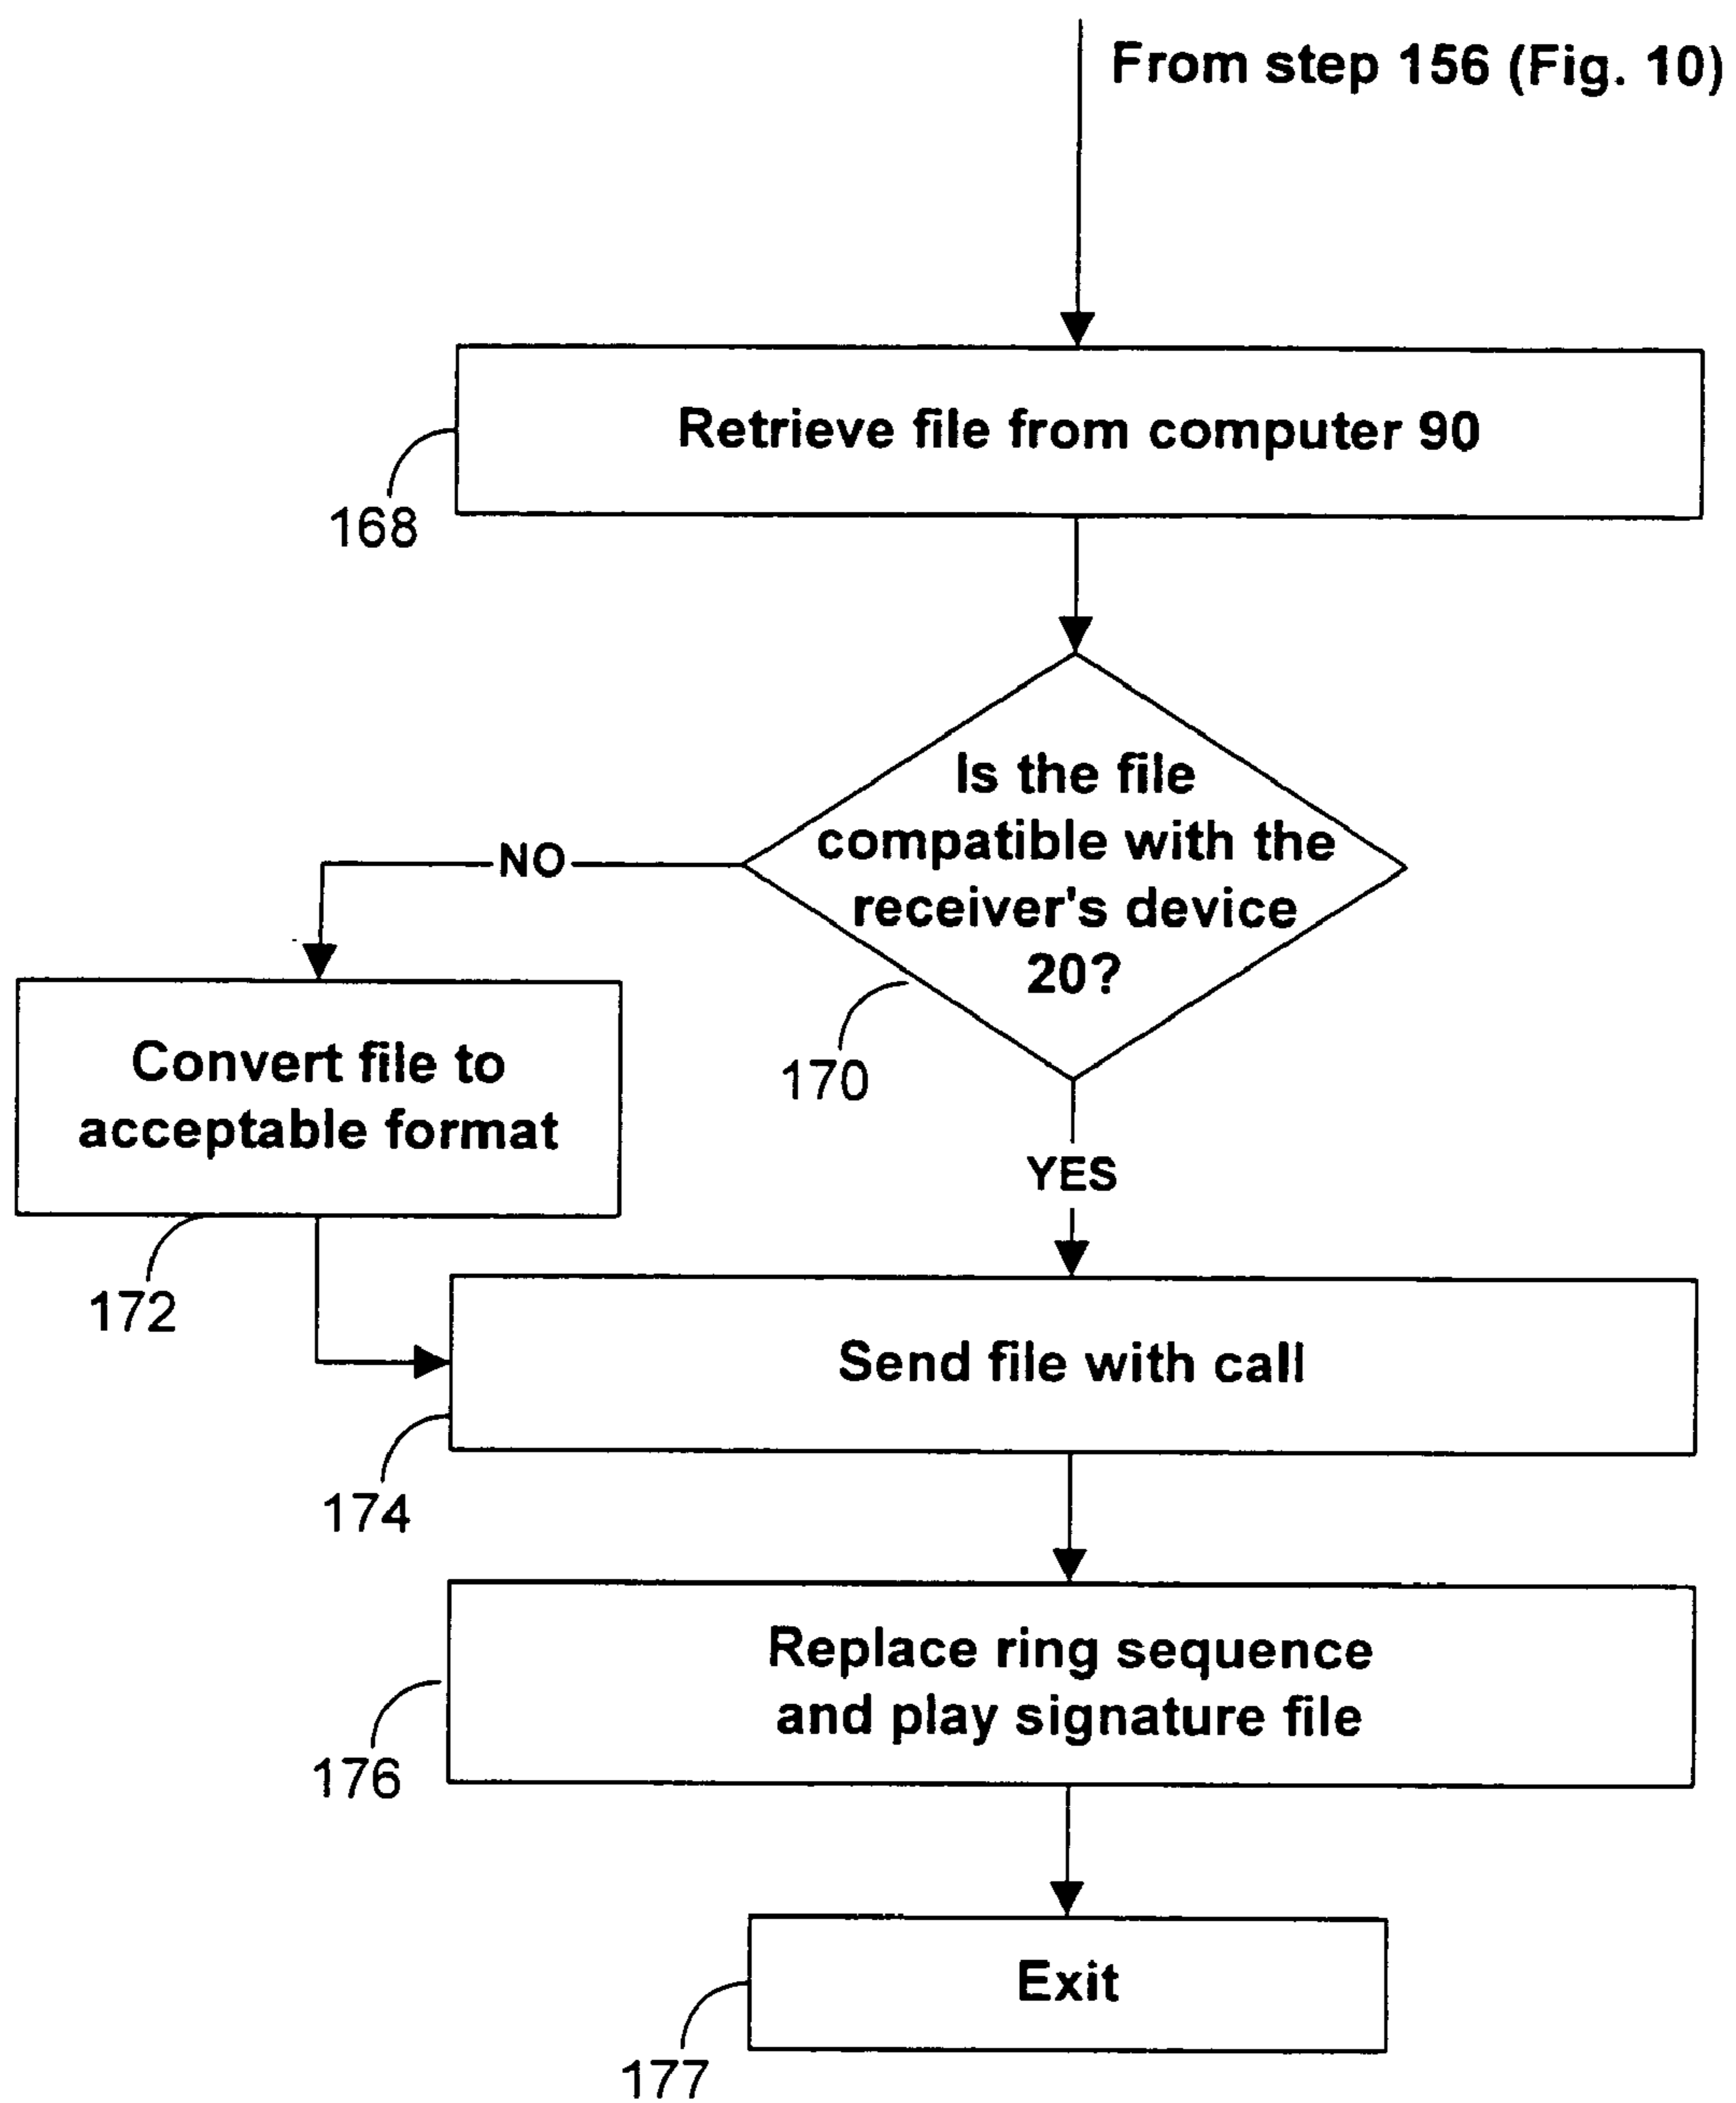 From step 156 (Fig. 10)
Retrieve file from computer 90
168
Is the file
compatible with the
receiver's device
20?
170
NO
Convert file to
acceptable format
172
YES
Send file with call
174
Replace ring sequence
and play signature file
176
Exit
177